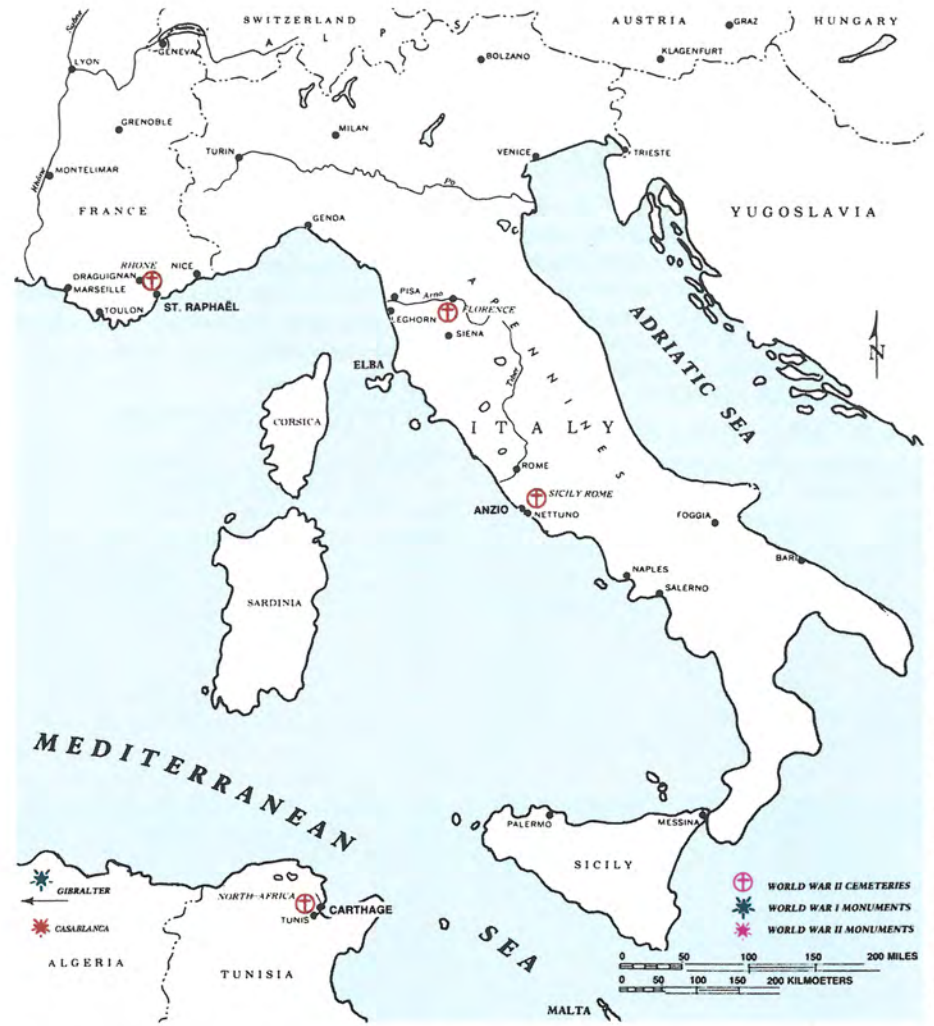 SWITZERLAND
AUSTRIA
GRAZ
HUNGARY
Saône
A L P S
GENEVA
KLAGENFURT
LYON
BOLZANO
GRENOBLE
MILAN
TURIN
VENICE
TRIESTE
Rhône
MONTELIMAR
Po
FRANCE
YUGOSLAVIA
GENOA
RHONE
NICE
DRAGUIGNAN
MARSEILLE
ST. RAPHAËL
TOULON
PISA
Arno
FLORENCE
LEGHORN
SIENA
APENNINES
ADRIATIC SEA
N
ELBA
Tiber
CORSICA
ITALY
ROME
SICILY ROME
ANZIO
NETTUNO
FOGGIA
BARI
NAPLES
SALERNO
SARDINIA
MEDITERRANEAN
PALERMO
MESSINA
SICILY
GIBRALTER
NORTH-AFRICA
CARTHAGE
TUNIS
CASABLANCA
SEA
ALGERIA
TUNISIA
MALTA
WORLD WAR II CEMETERIES
WORLD WAR I MONUMENTS
WORLD WAR II MONUMENTS
0 50 100 150 200 MILES
0 50 100 150 200 KILMOETERS